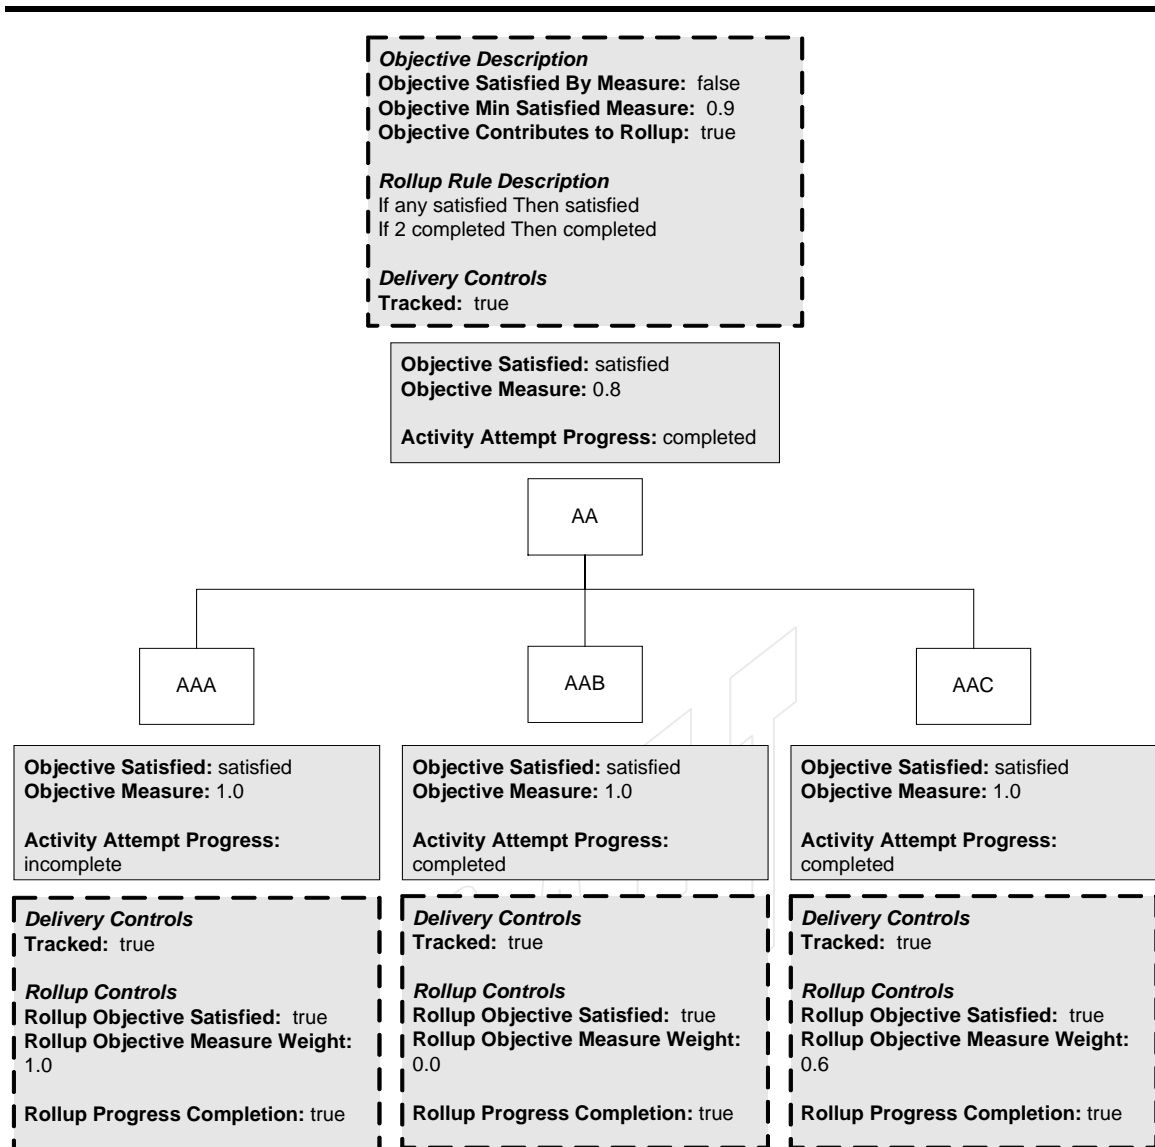 Objective Description
Objective Satisfied By Measure: false
Objective Min Satisfied Measure: 0.9
Objective Contributes to Rollup: true
Rollup Rule Description
If any satisfied Then satisfied
If 2 completed Then completed
Delivery Controls
Tracked: true
Objective Satisfied: satisfied
Objective Measure: 0.8
Activity Attempt Progress: completed
AA
AAA
AAB
AAC
Objective Satisfied: satisfied
Objective Measure: 1.0
Activity Attempt Progress:
incomplete
Delivery Controls
Tracked: true
Rollup Controls
Rollup Objective Satisfied: true
Rollup Objective Measure Weight:
1.0
Rollup Progress Completion: true
Objective Satisfied: satisfied
Objective Measure: 1.0
Activity Attempt Progress:
completed
Delivery Controls
Tracked: true
Rollup Controls
Rollup Objective Satisfied: true
Rollup Objective Measure Weight:
0.0
Rollup Progress Completion: true
Objective Satisfied: satisfied
Objective Measure: 1.0
Activity Attempt Progress:
completed
Delivery Controls
Tracked: true
Rollup Controls
Rollup Objective Satisfied: true
Rollup Objective Measure Weight:
0.6
Rollup Progress Completion: true